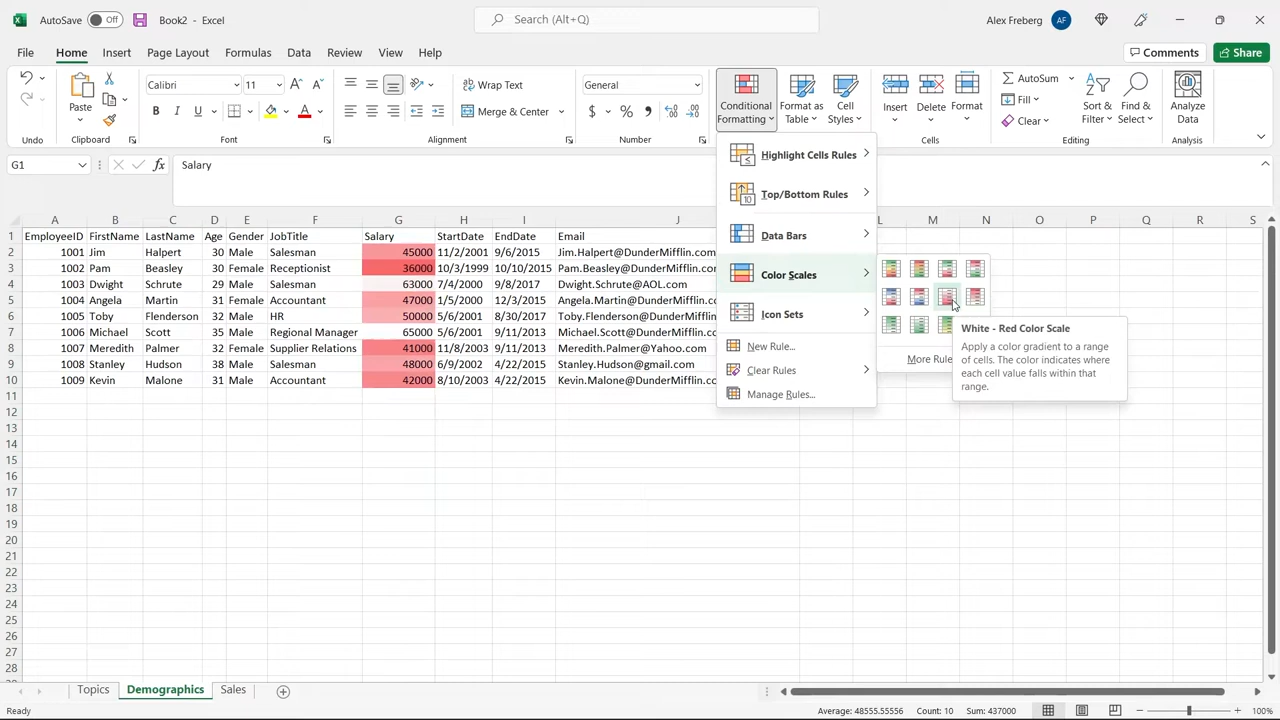 AutoSave Off Book2 - Excel Search (Alt+Q) Alex Freberg AF
File Home Insert Page Layout Formulas Data Review View Help Comments Share
Calibri 11 Wrap Text General
Paste B I U Merge & Center $ % Conditional Formatting Format as Table Cell Styles Insert Delete Format AutoSum Fill Clear Sort & Filter Find & Select Analyze Data
Undo Clipboard Font Alignment Number Cells Editing Analysis
G1 fx Salary
Highlight Cells Rules
Top/Bottom Rules
Data Bars
Color Scales
Icon Sets
New Rule...
Clear Rules
Manage Rules...
More Rule
White - Red Color Scale
Apply a color gradient to a range
of cells. The color indicates where
each cell value falls within that
range.
A B C D E F G H I J L M N O P Q R S
1 EmployeeID FirstName LastName Age Gender JobTitle Salary StartDate EndDate Email
2 1001 Jim Halpert 30 Male Salesman 45000 11/2/2001 9/6/2015 Jim.Halpert@DunderMifflin.com
3 1002 Pam Beasley 30 Female Receptionist 36000 10/3/1999 10/10/2015 Pam.Beasley@DunderMifflin.com
4 1003 Dwight Schrute 29 Male Salesman 63000 7/4/2000 9/8/2017 Dwight.Schrute@AOL.com
5 1004 Angela Martin 31 Female Accountant 47000 1/5/2000 12/3/2015 Angela.Martin@DunderMifflin.com
6 1005 Toby Flenderson 32 Male HR 50000 5/6/2001 8/30/2017 Toby.Flenderson@DunderMifflin.com
7 1006 Michael Scott 35 Male Regional Manager 65000 5/6/2001 9/11/2013 Michael.Scott@DunderMifflin.com
8 1007 Meredith Palmer 32 Female Supplier Relations 41000 11/8/2003 9/11/2013 Meredith.Palmer@Yahoo.com
9 1008 Stanley Hudson 38 Male Salesman 48000 6/9/2002 4/22/2015 Stanley.Hudson@gmail.com
10 1009 Kevin Malone 31 Male Accountant 42000 8/10/2003 4/22/2015 Kevin.Malone@DunderMifflin.com
11
12
13
14
15
16
17
18
19
20
21
22
23
24
25
26
27
28
Topics Demographics Sales
Ready Average: 48555.55556 Count: 10 Sum: 437000 100%